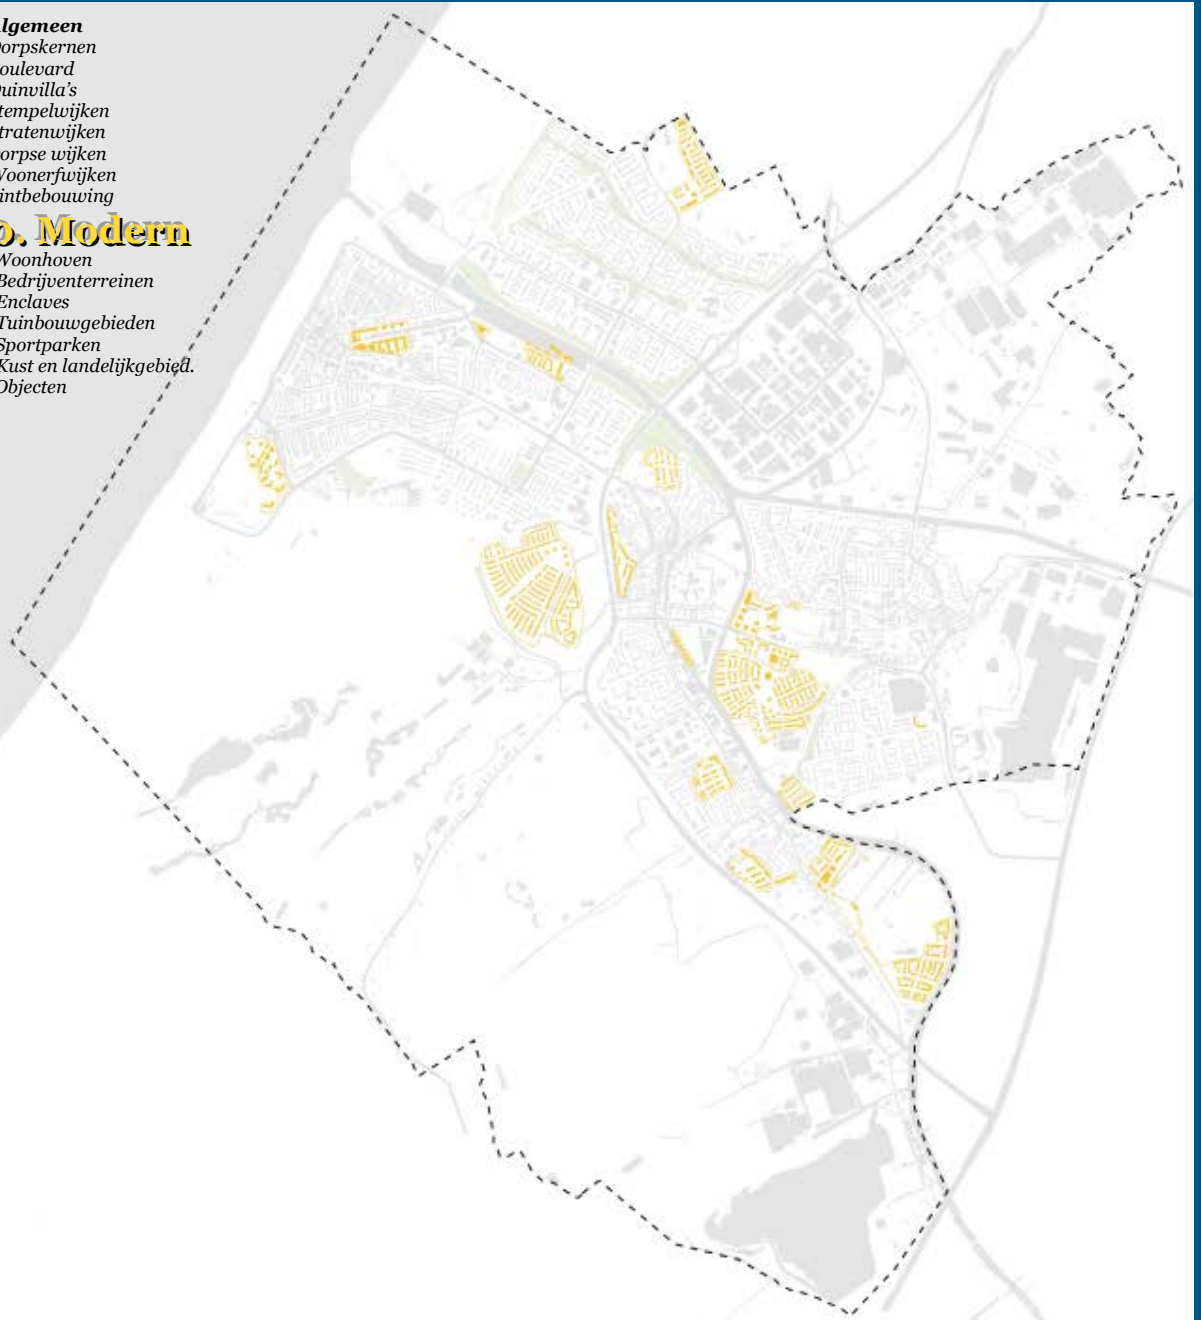 lgemeen
orpskernen
oulevard
uinvilla's
tempelwijken
tratenwijken
orpse wijken
Woonerfwijken
intbebouwing
o. Modern
Woonhoven
Bedrijventerreinen
Enclaves
Tuinbouwgebieden
Sportparken
Kust en landelijkgebied.
Objecten